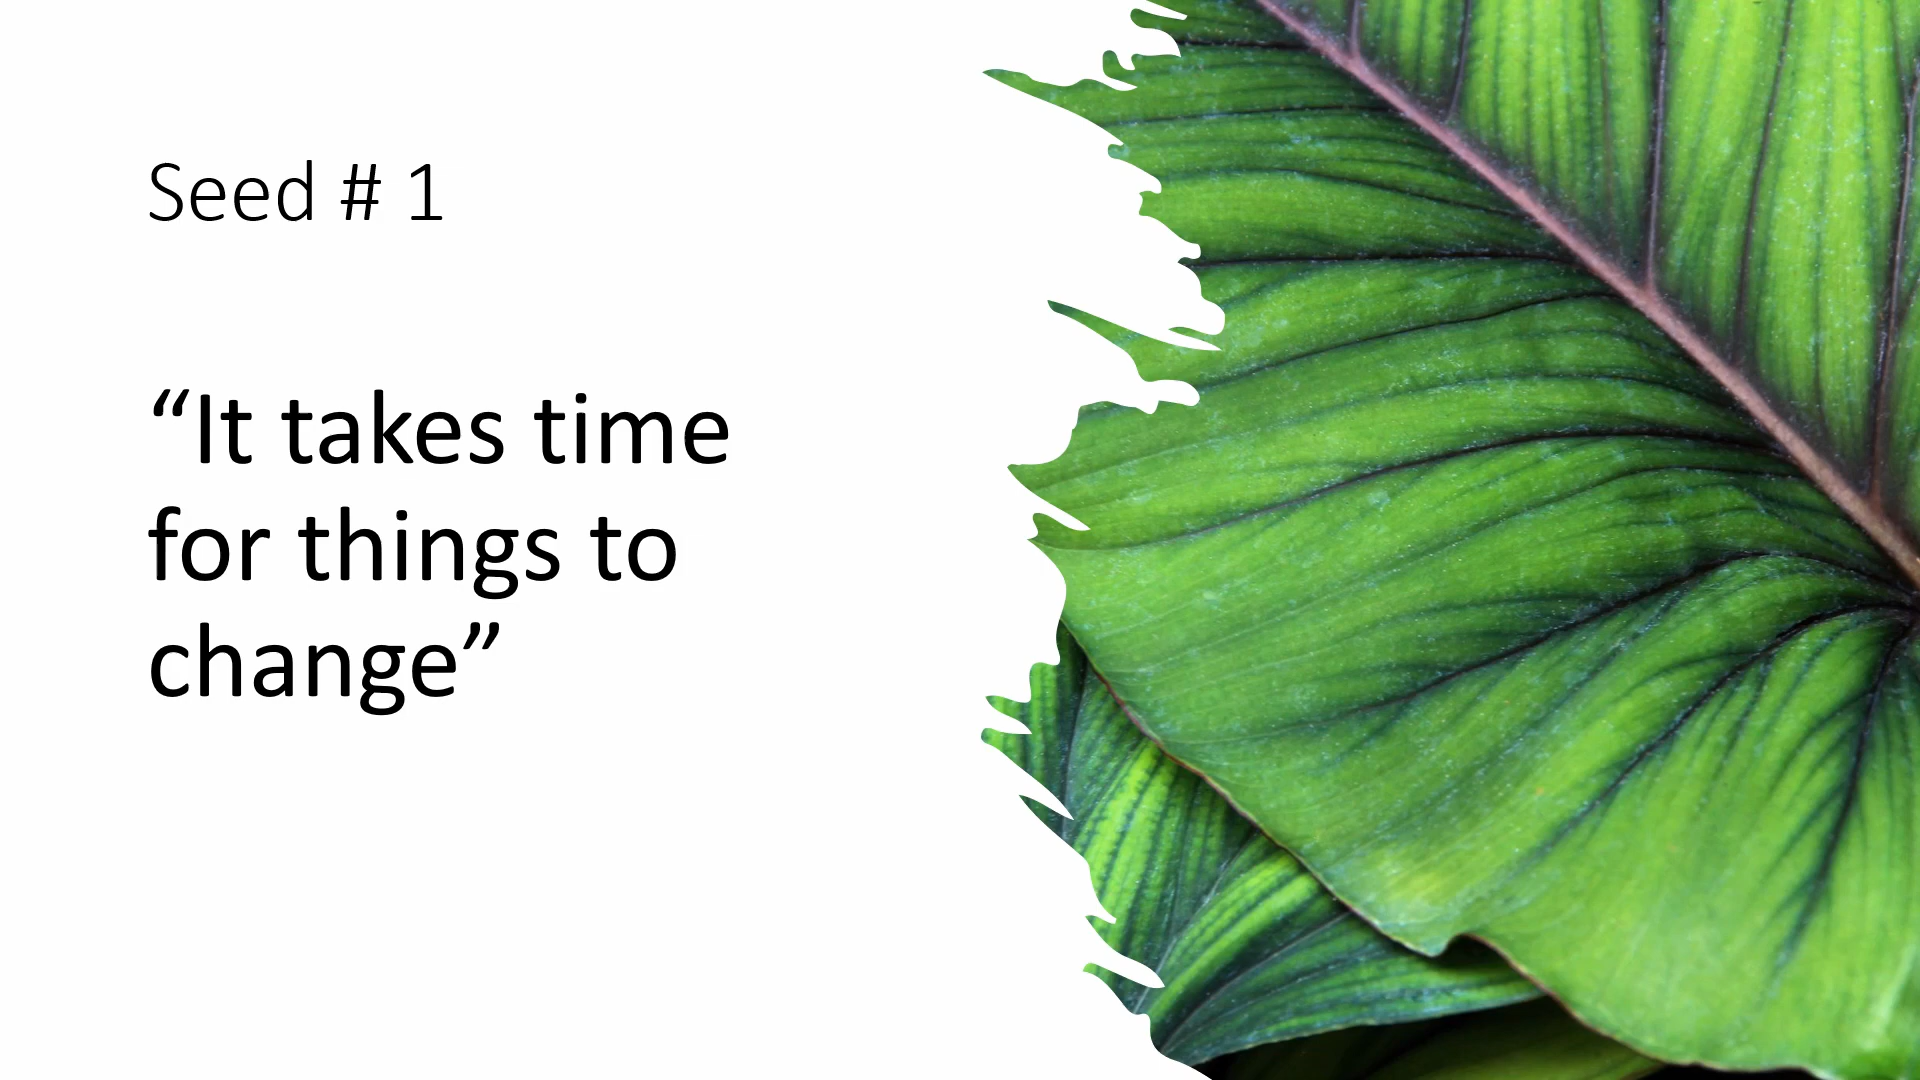 Seed # 1
“It takes time
for things to
change”